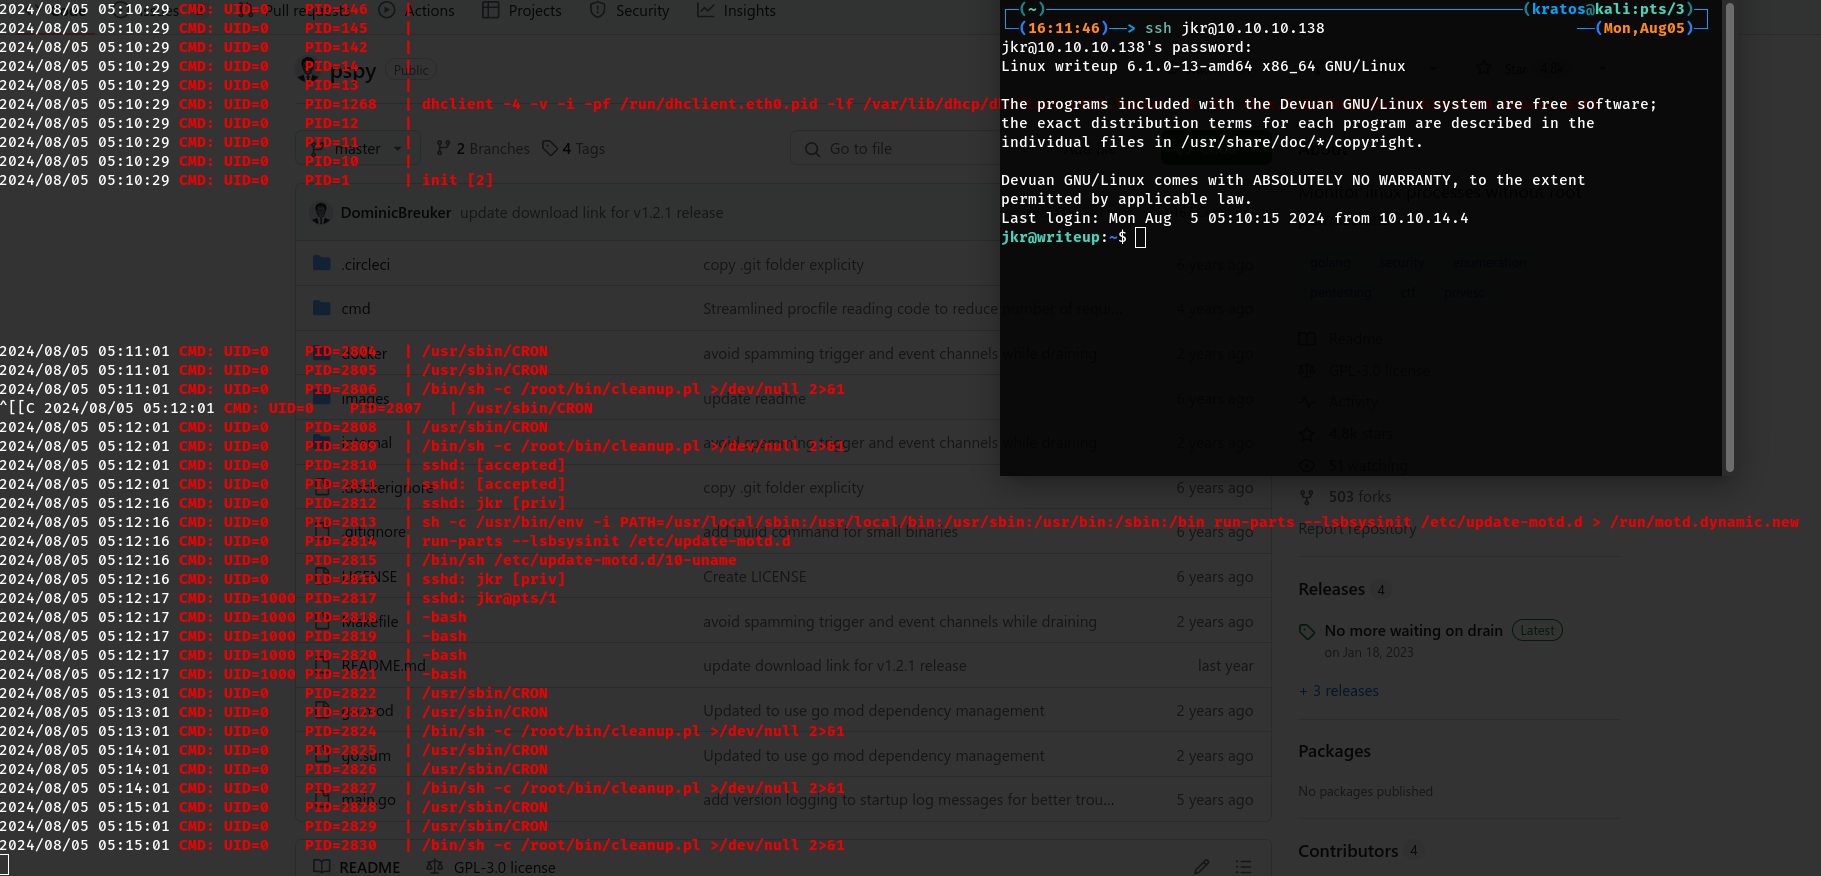 2024/08/05 05:10:29 CMD: UID=0 PID=146 |
2024/08/05 05:10:29 CMD: UID=0 PID=145 |
2024/08/05 05:10:29 CMD: UID=0 PID=142 |
2024/08/05 05:10:29 CMD: UID=0 PID=14 |
2024/08/05 05:10:29 CMD: UID=0 PID=13 |
2024/08/05 05:10:29 CMD: UID=0 PID=1268 | dhclient -4 -v -i -pf /run/dhclient.eth0.pid -lf /var/lib/dhcp/d
2024/08/05 05:10:29 CMD: UID=0 PID=12 |
2024/08/05 05:10:29 CMD: UID=0 PID=11 |
2024/08/05 05:10:29 CMD: UID=0 PID=10 |
2024/08/05 05:10:29 CMD: UID=0 PID=1 | init [2]
2024/08/05 05:11:01 CMD: UID=0 PID=2804 | /usr/sbin/CRON
2024/08/05 05:11:01 CMD: UID=0 PID=2805 | /usr/sbin/CRON
2024/08/05 05:11:01 CMD: UID=0 PID=2806 | /bin/sh -c /root/bin/cleanup.pl >/dev/null 2>&1
^[[C 2024/08/05 05:12:01 CMD: UID=0 PID=2807 | /usr/sbin/CRON
2024/08/05 05:12:01 CMD: UID=0 PID=2808 | /usr/sbin/CRON
2024/08/05 05:12:01 CMD: UID=0 PID=2809 | /bin/sh -c /root/bin/cleanup.pl >/dev/null 2>&1
2024/08/05 05:12:01 CMD: UID=0 PID=2810 | sshd: [accepted]
2024/08/05 05:12:01 CMD: UID=0 PID=2811 | sshd: [accepted]
2024/08/05 05:12:16 CMD: UID=0 PID=2812 | sshd: jkr [priv]
2024/08/05 05:12:16 CMD: UID=0 PID=2813 | sh -c /usr/bin/env -i PATH=/usr/local/sbin:/usr/local/bin:/usr/sbin:/usr/bin:/sbin:/bin run-parts --lsbsysinit /etc/update-motd.d > /run/motd.dynamic.new
2024/08/05 05:12:16 CMD: UID=0 PID=2814 | run-parts --lsbsysinit /etc/update-motd.d
2024/08/05 05:12:16 CMD: UID=0 PID=2815 | /bin/sh /etc/update-motd.d/10-uname
2024/08/05 05:12:16 CMD: UID=0 PID=2816 | sshd: jkr [priv]
2024/08/05 05:12:17 CMD: UID=1000 PID=2817 | sshd: jkr@pts/1
2024/08/05 05:12:17 CMD: UID=1000 PID=2818 | -bash
2024/08/05 05:12:17 CMD: UID=1000 PID=2819 | -bash
2024/08/05 05:12:17 CMD: UID=1000 PID=2820 | -bash
2024/08/05 05:12:17 CMD: UID=1000 PID=2821 | -bash
2024/08/05 05:13:01 CMD: UID=0 PID=2822 | /usr/sbin/CRON
2024/08/05 05:13:01 CMD: UID=0 PID=2823 | /usr/sbin/CRON
2024/08/05 05:13:01 CMD: UID=0 PID=2824 | /bin/sh -c /root/bin/cleanup.pl >/dev/null 2>&1
2024/08/05 05:14:01 CMD: UID=0 PID=2825 | /usr/sbin/CRON
2024/08/05 05:14:01 CMD: UID=0 PID=2826 | /usr/sbin/CRON
2024/08/05 05:14:01 CMD: UID=0 PID=2827 | /bin/sh -c /root/bin/cleanup.pl >/dev/null 2>&1
2024/08/05 05:15:01 CMD: UID=0 PID=2828 | /usr/sbin/CRON
2024/08/05 05:15:01 CMD: UID=0 PID=2829 | /usr/sbin/CRON
2024/08/05 05:15:01 CMD: UID=0 PID=2830 | /bin/sh -c /root/bin/cleanup.pl >/dev/null 2>&1
(~) (kratos@kali:pts/3)
(16:11:46)--> ssh jkr@10.10.10.138 (Mon,Aug05)
jkr@10.10.10.138's password:
Linux writeup 6.1.0-13-amd64 x86_64 GNU/Linux
The programs included with the Devuan GNU/Linux system are free software;
the exact distribution terms for each program are described in the
individual files in /usr/share/doc/*/copyright.
Devuan GNU/Linux comes with ABSOLUTELY NO WARRANTY, to the extent
permitted by applicable law.
Last login: Mon Aug  5 05:10:15 2024 from 10.10.14.4
jkr@writeup:~$
Pull requests Actions Projects Security Insights
pspy Public
master 2 Branches 4 Tags Go to file
DominicBreuker update download link for v1.2.1 release
.circleci copy .git folder explicity 6 years ago
cmd Streamlined procfile reading code to reduce number of requ... 4 years ago
docker avoid spamming trigger and event channels while draining 2 years ago
images update readme 6 years ago
internal avoid spamming trigger and event channels while draining 2 years ago
.dockerignore copy .git folder explicity 6 years ago
.gitignore add build command for small binaries 6 years ago
LICENSE Create LICENSE 6 years ago
Makefile avoid spamming trigger and event channels while draining 2 years ago
README.md update download link for v1.2.1 release last year
go.mod Updated to use go mod dependency management 2 years ago
go.sum Updated to use go mod dependency management 2 years ago
main.go add version logging to startup log messages for better trou... 5 years ago
README GPL-3.0 license
golang security enumeration
pentesting ctf privesc
Readme
GPL-3.0 license
Activity
4.8k stars
51 watching
503 forks
Report repository
Releases 4
No more waiting on drain Latest
on Jan 18, 2023
+ 3 releases
Packages
No packages published
Contributors 4